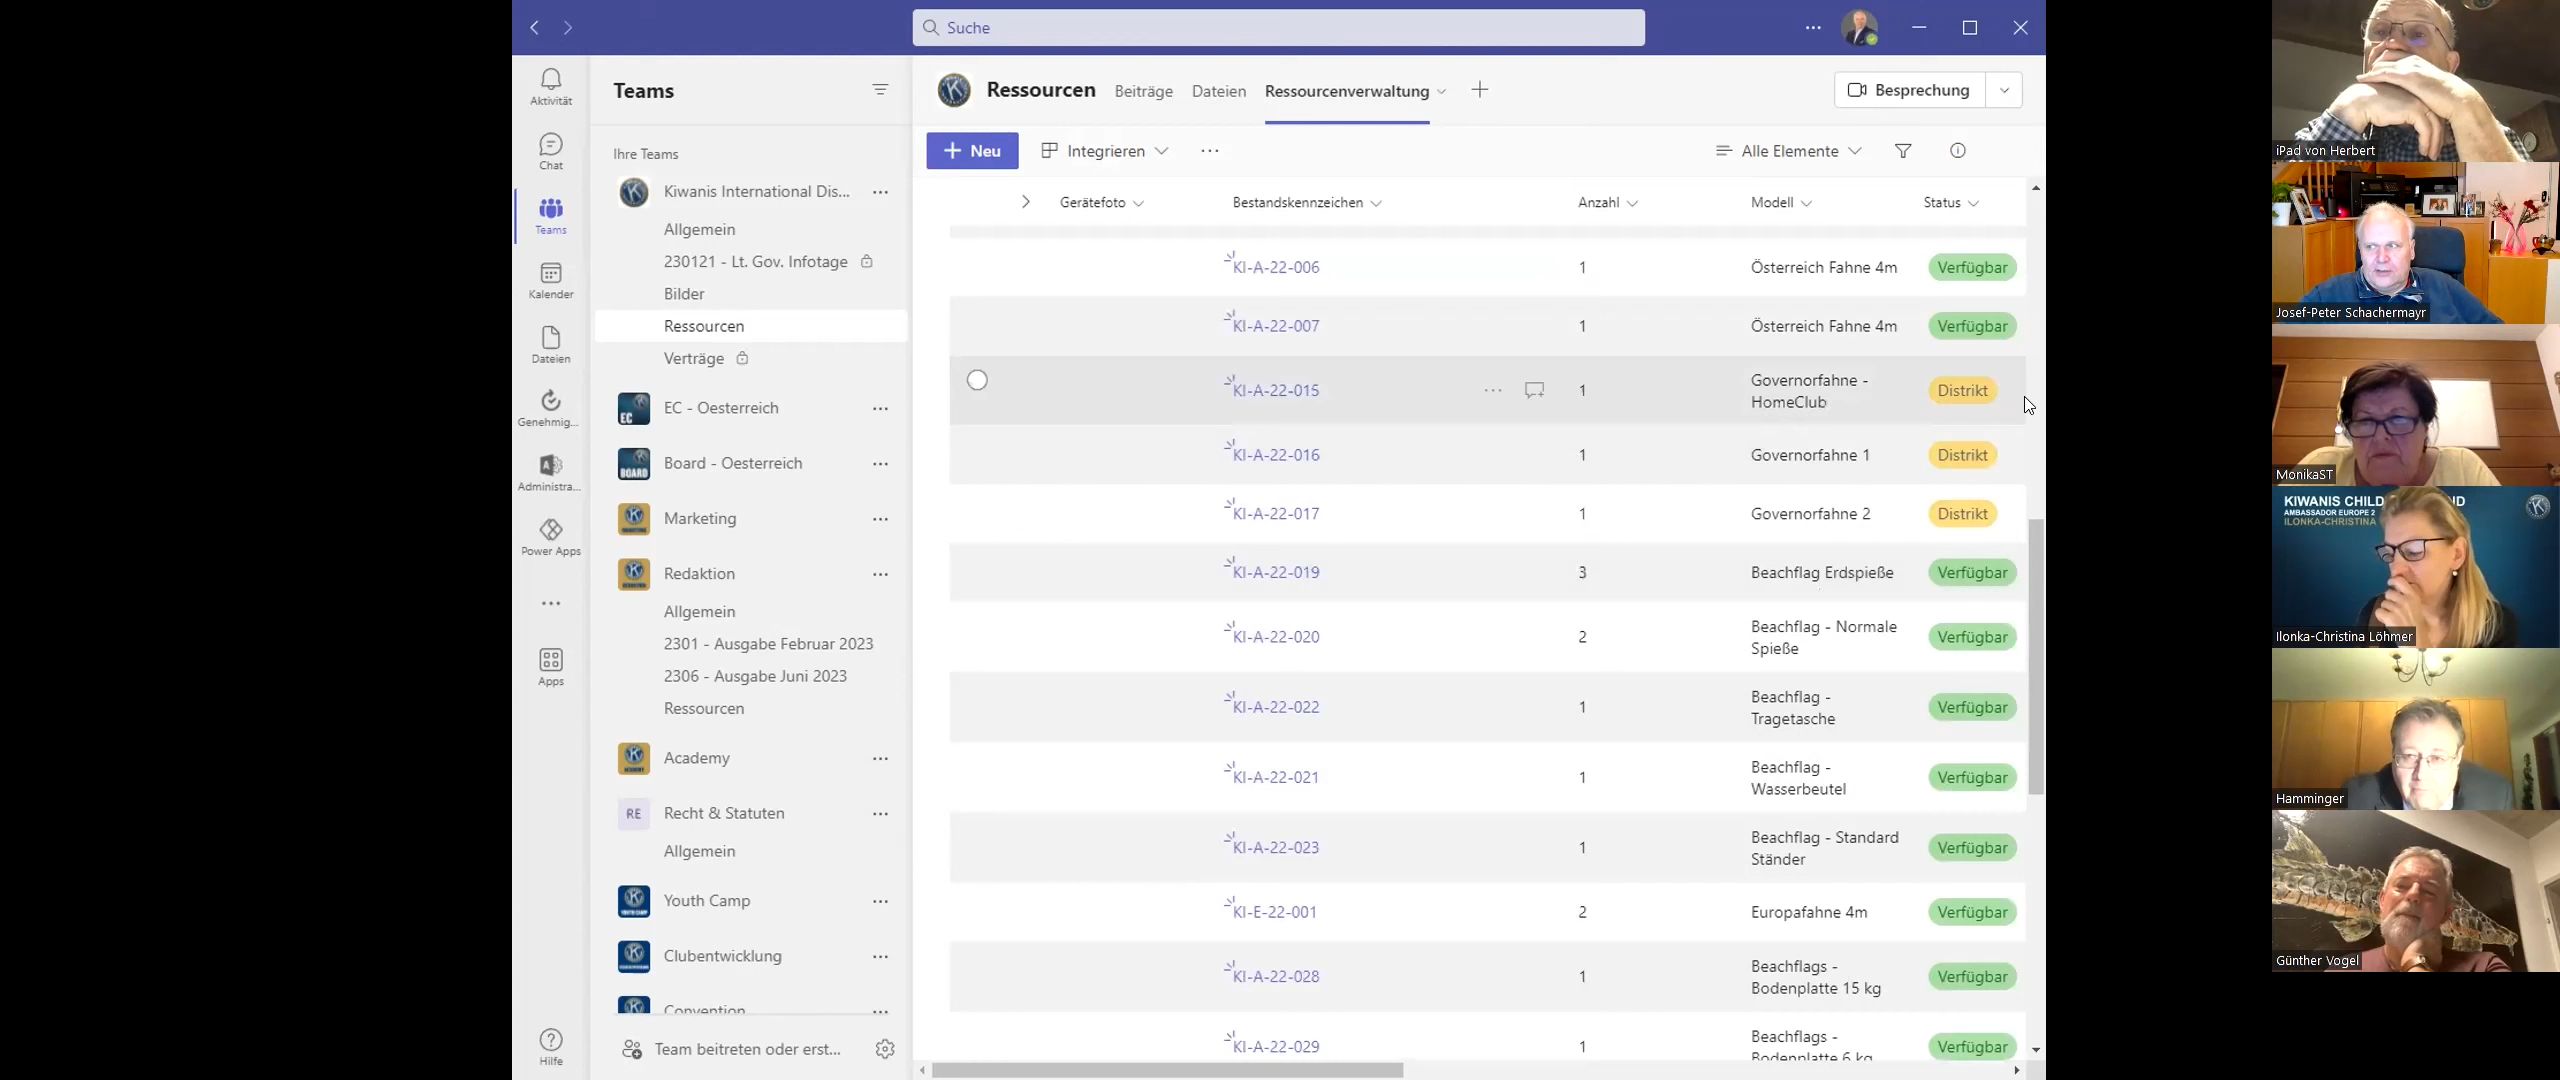 Suche
Aktivität
Chat
Teams
Kalender
Dateien
Genehmig...
Administra...
Power Apps
Apps
Hilfe
Teams
Ihre Teams
Kiwanis International Dis...
Allgemein
230121 - Lt. Gov. Infotage
Bilder
Ressourcen
Verträge
EC - Oesterreich
Board - Oesterreich
Marketing
Redaktion
Allgemein
2301 - Ausgabe Februar 2023
2306 - Ausgabe Juni 2023
Ressourcen
Academy
RE Recht & Statuten
Allgemein
Youth Camp
Clubentwicklung
Convention
Team beitreten oder erst...
Ressourcen Beiträge Dateien Ressourcenverwaltung Besprechung
Neu Integrieren Alle Elemente
Gerätefoto Bestandskennzeichen Anzahl Modell Status
KI-A-22-006 1 Österreich Fahne 4m Verfügbar
KI-A-22-007 1 Österreich Fahne 4m Verfügbar
KI-A-22-015 1 Governorfahne - HomeClub Distrikt
KI-A-22-016 1 Governorfahne 1 Distrikt
KI-A-22-017 1 Governorfahne 2 Distrikt
KI-A-22-019 3 Beachflag Erdspieße Verfügbar
KI-A-22-020 2 Beachflag - Normale Spieße Verfügbar
KI-A-22-022 1 Beachflag - Tragetasche Verfügbar
KI-A-22-021 1 Beachflag - Wasserbeutel Verfügbar
KI-A-22-023 1 Beachflag - Standard Ständer Verfügbar
KI-E-22-001 2 Europafahne 4m Verfügbar
KI-A-22-028 1 Beachflags - Bodenplatte 15 kg Verfügbar
KI-A-22-029 1 Beachflags - Bodenplatte 6 kg Verfügbar
iPad von Herbert
Josef-Peter Schachermayr
MonikaST
KIWANIS CHILD
AMBASSADOR EUROPE 2
ILONKA-CHRISTINA
Ilonka-Christina Löhmer
Hamminger
Günther Vogel